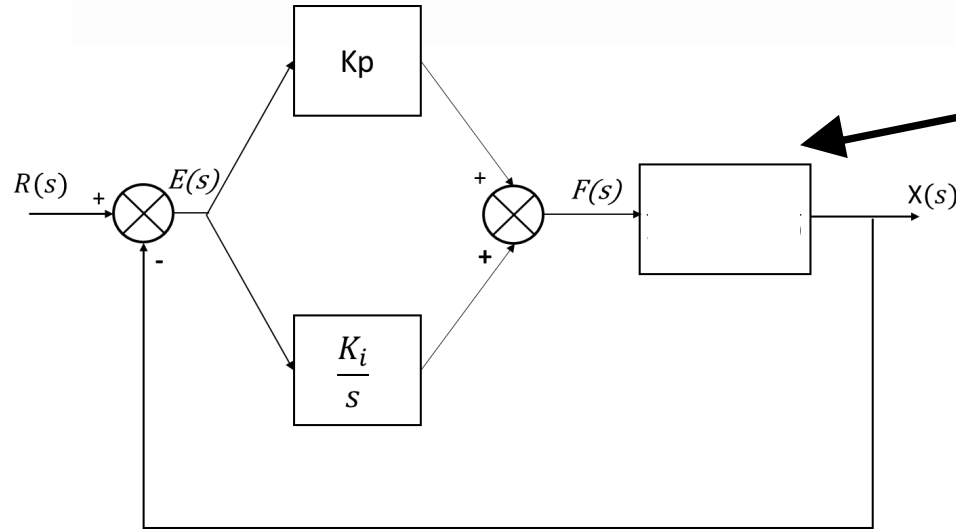 Kp
R(s)
+
E(s)
+
F(s)
X(s)
-
+
K_i
s